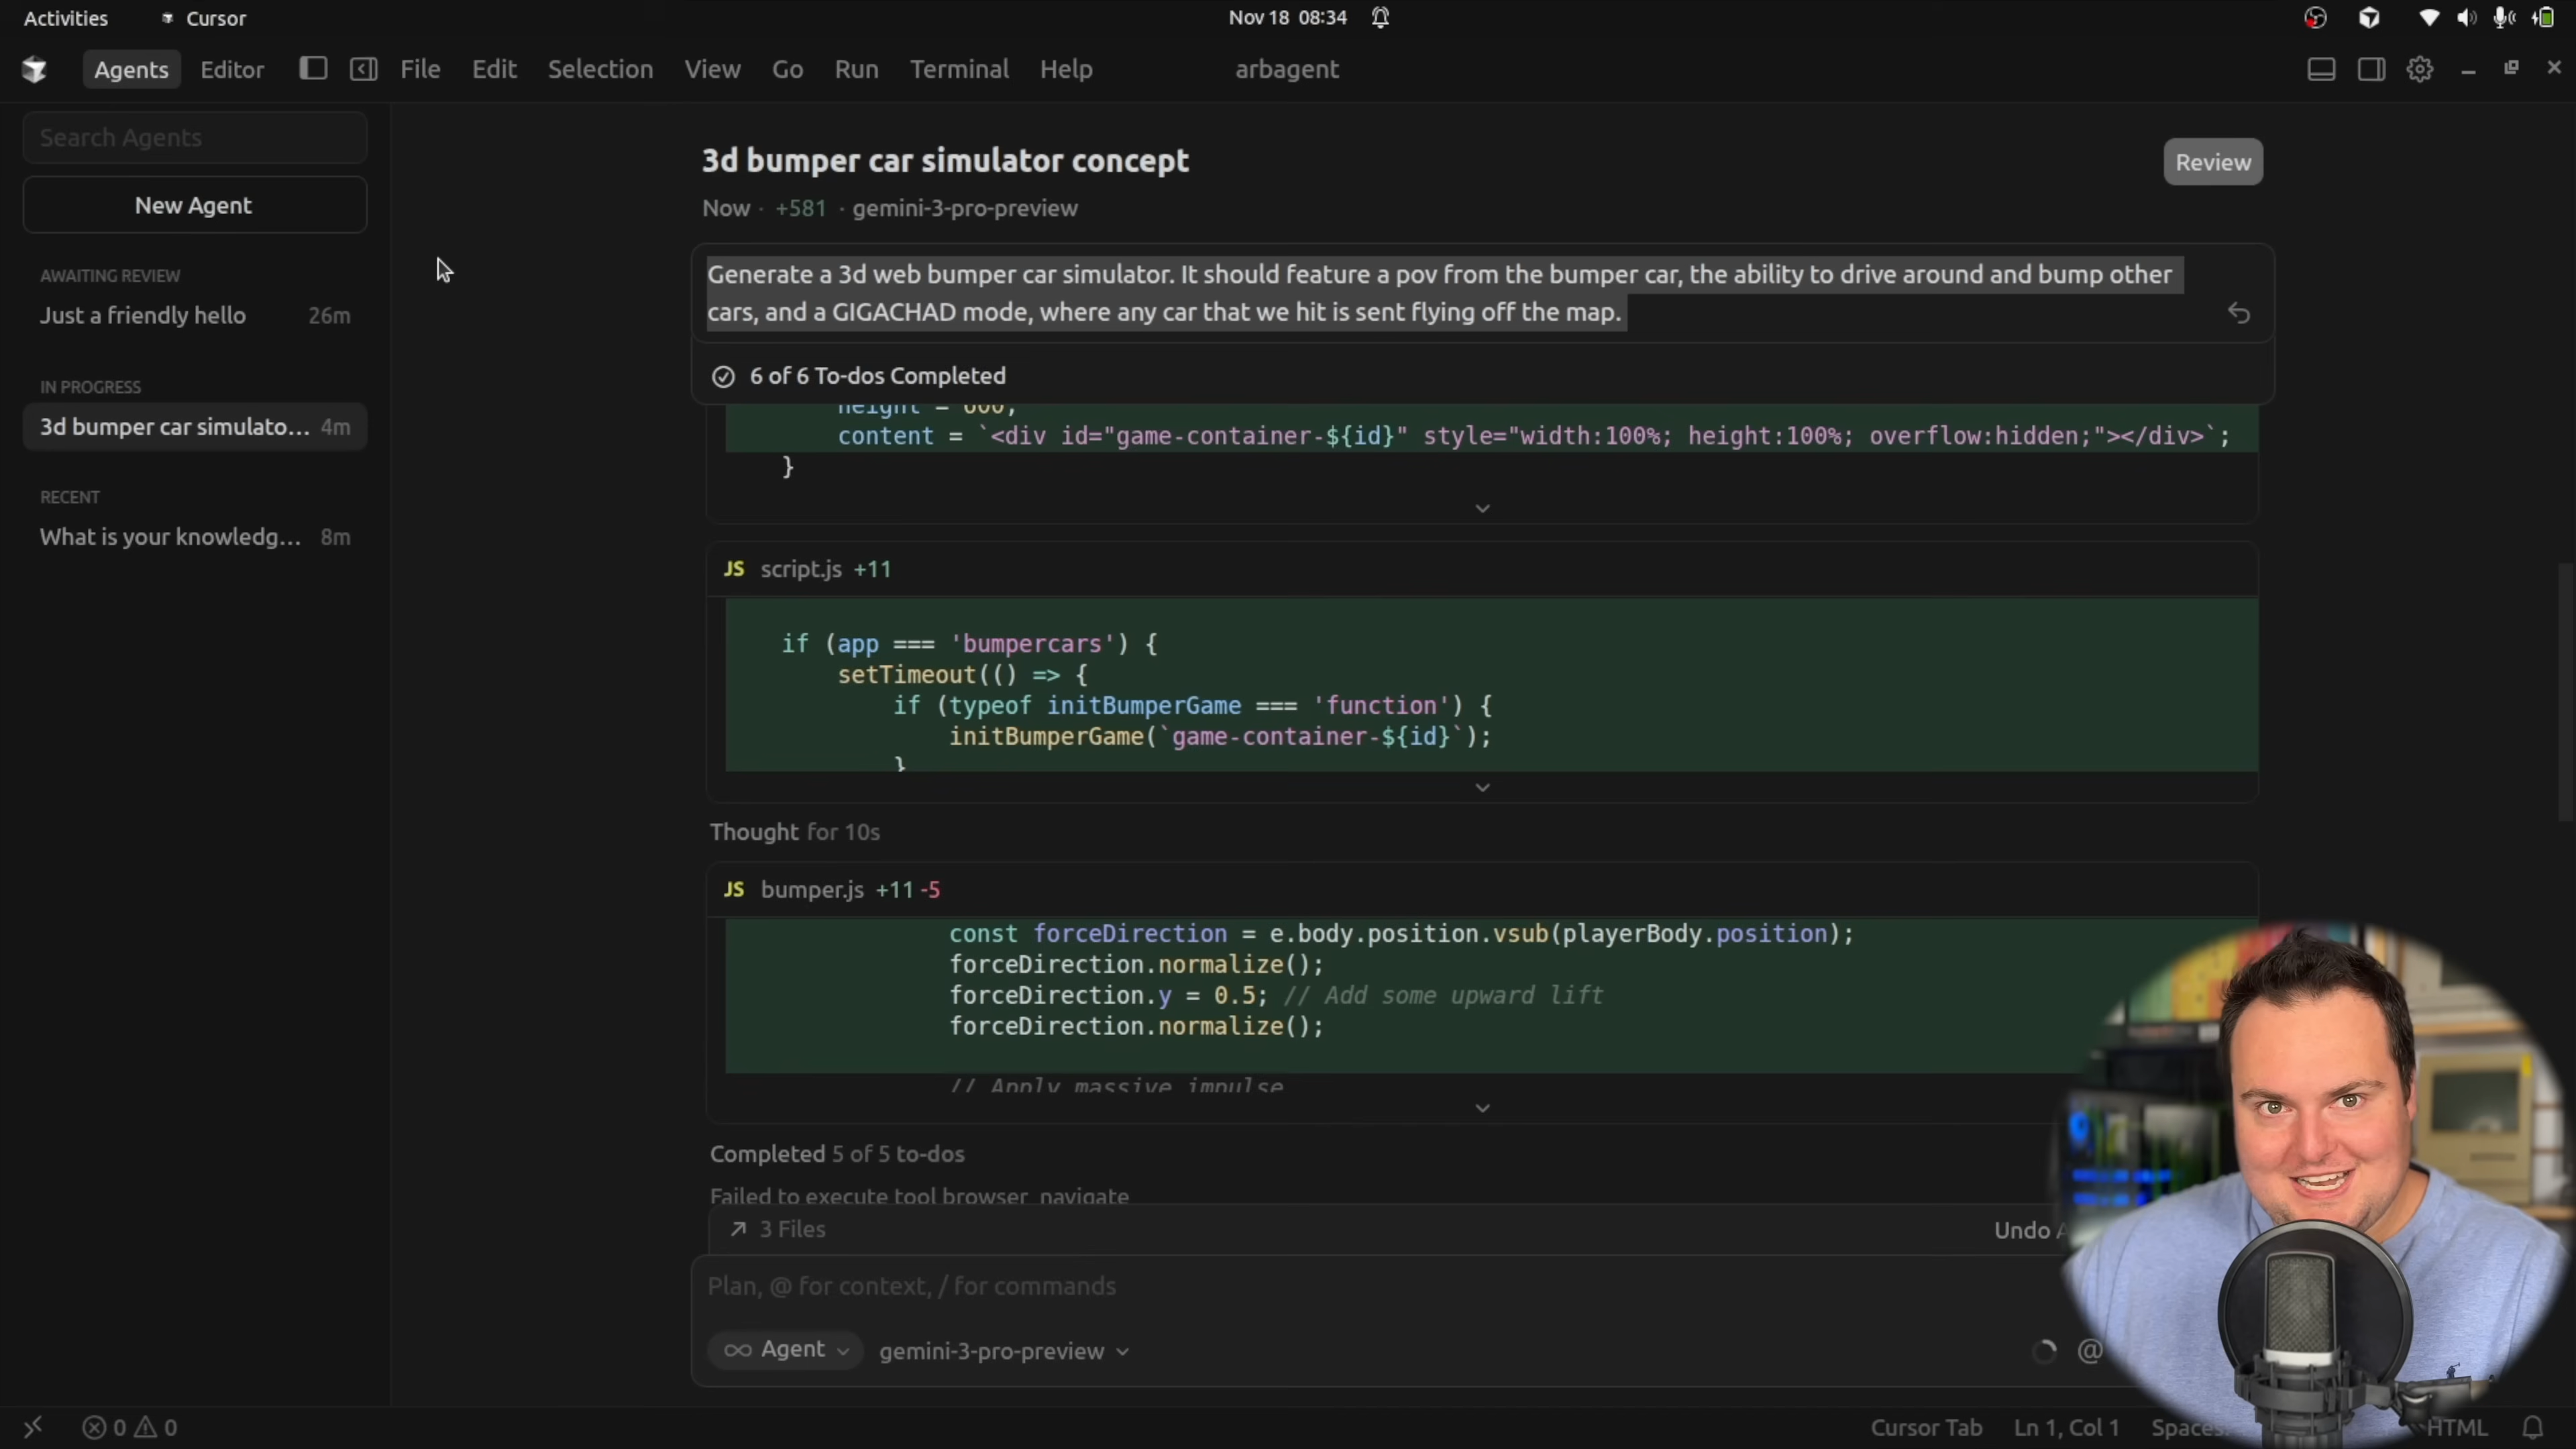 Activities Cursor Nov 18 08:34
Agents Editor File Edit Selection View Go Run Terminal Help arbagent
Search Agents
New Agent
AWAITING REVIEW
Just a friendly hello 26m
IN PROGRESS
3d bumper car simulato... 4m
RECENT
What is your knowledg... 8m
3d bumper car simulator concept
Review
Now · +581 · gemini-3-pro-preview
Generate a 3d web bumper car simulator. It should feature a pov from the bumper car, the ability to drive around and bump other
cars, and a GIGACHAD mode, where any car that we hit is sent flying off the map.
6 of 6 To-dos Completed
height = 600,
content = `<div id="game-container-${id}" style="width:100%; height:100%; overflow:hidden;"></div>`;
}
JS script.js +11
if (app === 'bumpercars') {
setTimeout(() => {
if (typeof initBumperGame === 'function') {
initBumperGame(`game-container-${id}`);
}
Thought for 10s
JS bumper.js +11 -5
const forceDirection = e.body.position.vsub(playerBody.position);
forceDirection.normalize();
forceDirection.y = 0.5; // Add some upward lift
forceDirection.normalize();
// Apply massive impulse
Completed 5 of 5 to-dos
Failed to execute tool browser_navigate
3 Files
Undo A
Plan, @ for context, / for commands
Agent gemini-3-pro-preview
@
0 0
Cursor Tab Ln 1, Col 1 Spaces HTML